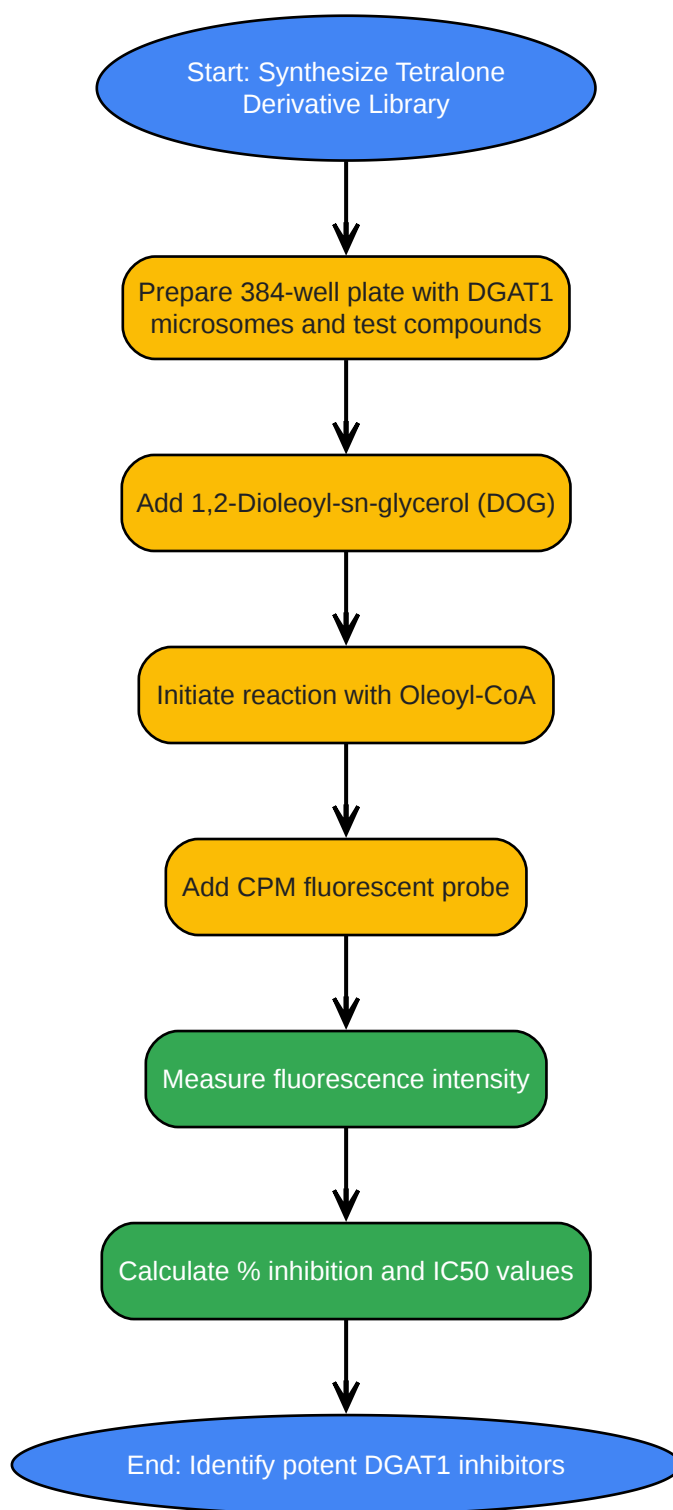 Start: Synthesize Tetralone
Derivative Library
Prepare 384-well plate with DGAT1
microsomes and test compounds
Add 1,2-Dioleoyl-sn-glycerol (DOG)
Initiate reaction with Oleoyl-CoA
Add CPM fluorescent probe
Measure fluorescence intensity
Calculate % inhibition and IC50 values
End: Identify potent DGAT1 inhibitors